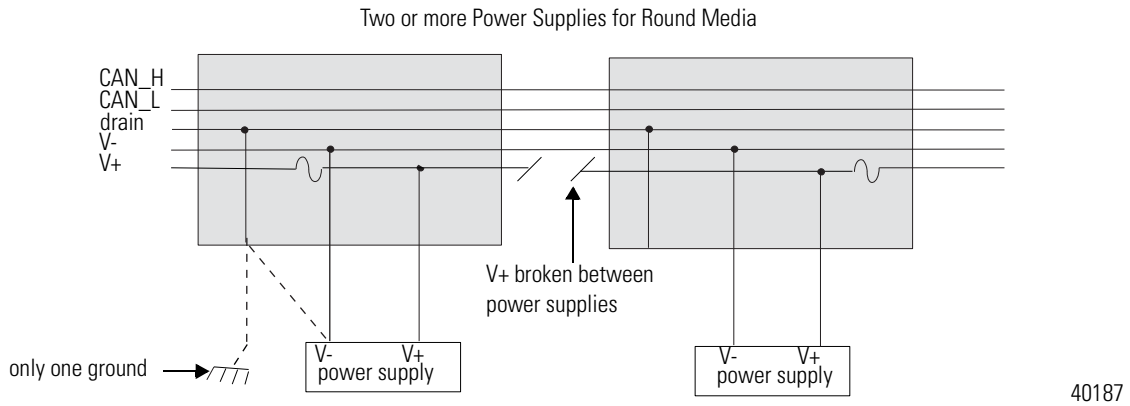 Two or more Power Supplies for Round Media
CAN_H
CAN_L
drain
V-
V+
V+ broken between
power supplies
only one ground
V- V+
power supply
V- V+
power supply
40187